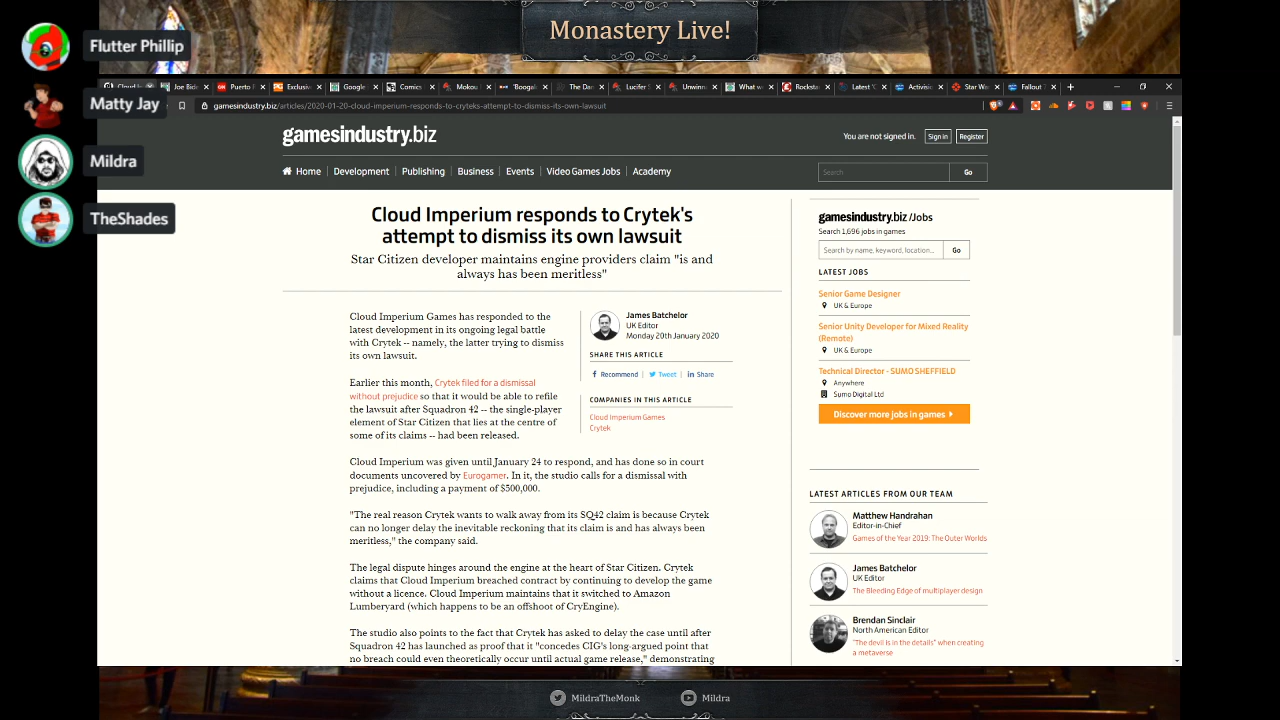 Monastery Live!
Flutter Phillip
Matty Jay
Mildra
TheShades
Joe Bid
Puerto F
Exclusiv
Google
Comics
Mokou
"Booga
The Da
Lucifer
Unwinn
What w
Rocksta
Latest
Activisi
Star Wa
Fallout
gamesindustry.biz/articles/2020-01-20-cloud-imperium-responds-to-cryteks-attempt-to-dismiss-its-own-lawsuit
gamesindustry.biz
You are not signed in. Sign in Register
Home Development Publishing Business Events Video Games Jobs Academy
Search Go
Cloud Imperium responds to Crytek's
attempt to dismiss its own lawsuit
Star Citizen developer maintains engine providers claim "is and
always has been meritless"
Cloud Imperium Games has responded to the
latest development in its ongoing legal battle
with Crytek -- namely, the latter trying to dismiss
its own lawsuit.
Earlier this month, Crytek filed for a dismissal
without prejudice so that it would be able to refile
the lawsuit after Squadron 42 -- the single-player
element of Star Citizen that lies at the centre of
some of its claims -- had been released.
James Batchelor
UK Editor
Monday 20th January 2020
SHARE THIS ARTICLE
Recommend Tweet Share
COMPANIES IN THIS ARTICLE
Cloud Imperium Games
Crytek
Cloud Imperium was given until January 24 to respond, and has done so in court
documents uncovered by Eurogamer. In it, the studio calls for a dismissal with
prejudice, including a payment of $500,000.
"The real reason Crytek wants to walk away from its SQ42 claim is because Crytek
can no longer delay the inevitable reckoning that its claim is and has always been
meritless," the company said.
The legal dispute hinges around the engine at the heart of Star Citizen. Crytek
claims that Cloud Imperium breached contract by continuing to develop the game
without a licence. Cloud Imperium maintains that it switched to Amazon
Lumberyard (which happens to be an offshoot of CryEngine).
The studio also points to the fact that Crytek has asked to delay the case until after
Squadron 42 has launched as proof that it "concedes CIG's long-argued point that
no breach could even theoretically occur until actual game release," demonstrating
gamesindustry.biz /Jobs
Search 1,696 jobs in games
Search by name, keyword, location... Go
LATEST JOBS
Senior Game Designer
UK & Europe
Senior Unity Developer for Mixed Reality
(Remote)
UK & Europe
Technical Director - SUMO SHEFFIELD
Anywhere
Sumo Digital Ltd
Discover more jobs in games
LATEST ARTICLES FROM OUR TEAM
Matthew Handrahan
Editor-in-Chief
Games of the Year 2019: The Outer Worlds
James Batchelor
UK Editor
The Bleeding Edge of multiplayer design
Brendan Sinclair
North American Editor
"The devil is in the details" when creating
a metaverse
MildraTheMonk Mildra